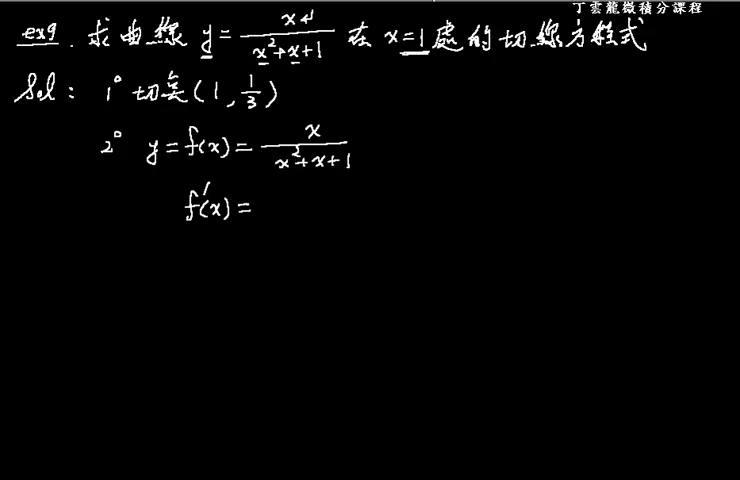 丁雲龍微積分課程
ex9. 求曲線 y = x↵ / (x²+x+1) 在 x=1 處的切線方程式
Sol: 1° 切點 (1, 1/3)
2° y = f(x) = x / (x²+x+1)
f'(x) =